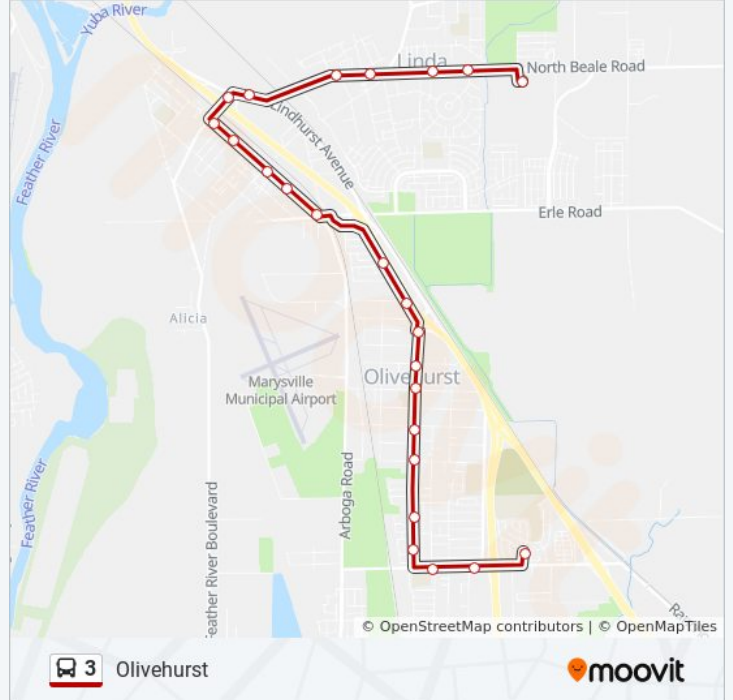 Yuba River
Linda
North Beale Road
Lindhurst Avenue
Feather River
Erle Road
Alicia
Marysville
Municipal Airport
Olivehurst
Arboga Road
Feather River
Feather River Boulevard
© OpenStreetMap contributors | © OpenMapTiles
3 Olivehurst
moovit